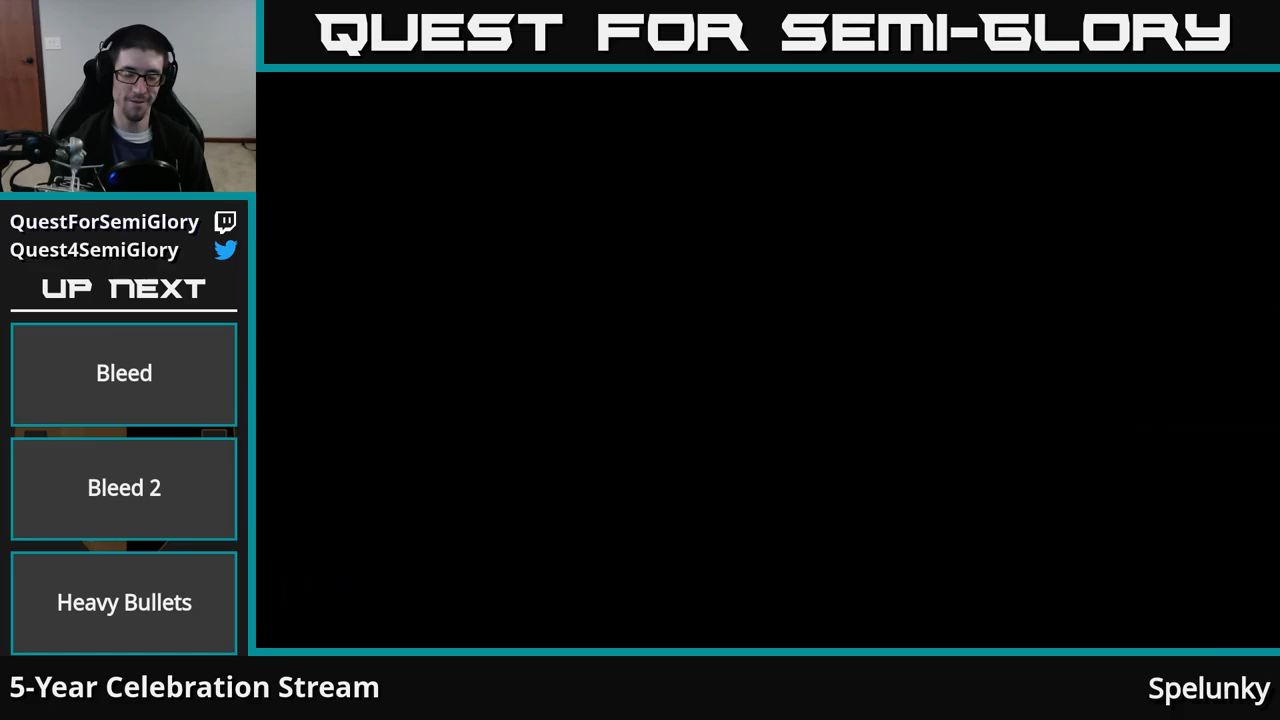 QUEST FOR SEMI-GLORY
QuestForSemiGlory
Quest4SemiGlory
UP NEXT
Bleed
Bleed 2
Heavy Bullets
5-Year Celebration Stream
Spelunky